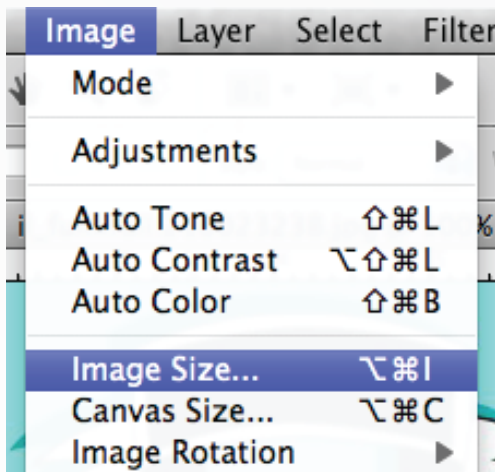 Image Layer Select Filter
Mode ▶
Adjustments ▶
Auto Tone ⇧⌘L
Auto Contrast ⌥⇧⌘L
Auto Color ⇧⌘B
Image Size... ⌥⌘I
Canvas Size... ⌥⌘C
Image Rotation ▶